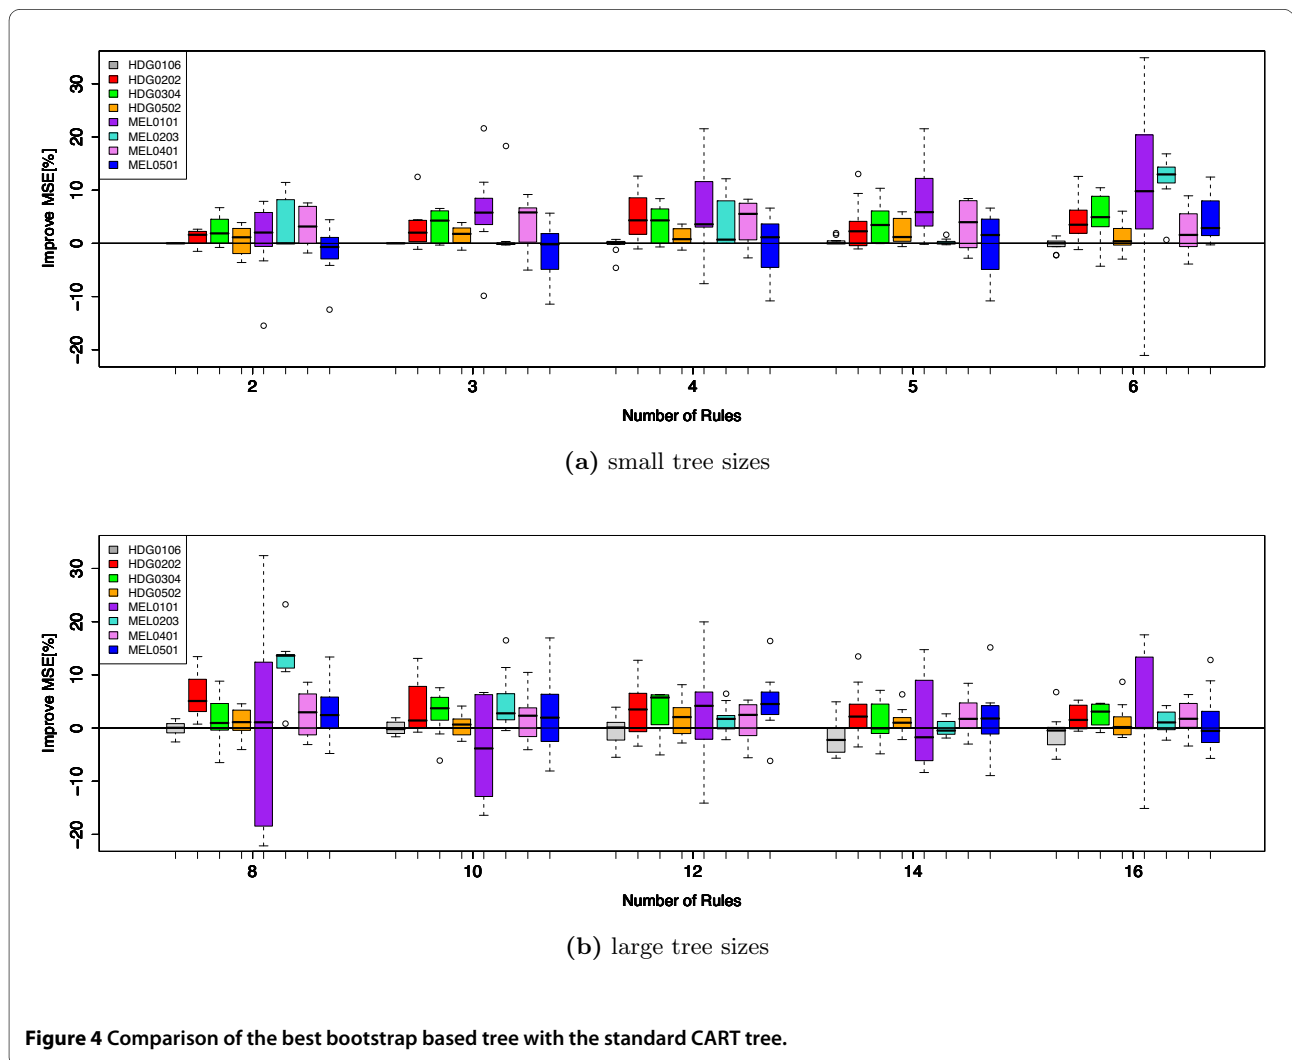 HDG0106
HDG0202
HDG0304
HDG0502
MEL0101
MEL0203
MEL0401
MEL0501
Improve MSE[%]
30
20
10
0
−10
−20
2 3 4 5 6
Number of Rules
(a) small tree sizes
HDG0106
HDG0202
HDG0304
HDG0502
MEL0101
MEL0203
MEL0401
MEL0501
Improve MSE[%]
30
20
10
0
−10
−20
8 10 12 14 16
Number of Rules
(b) large tree sizes
Figure 4 Comparison of the best bootstrap based tree with the standard CART tree.